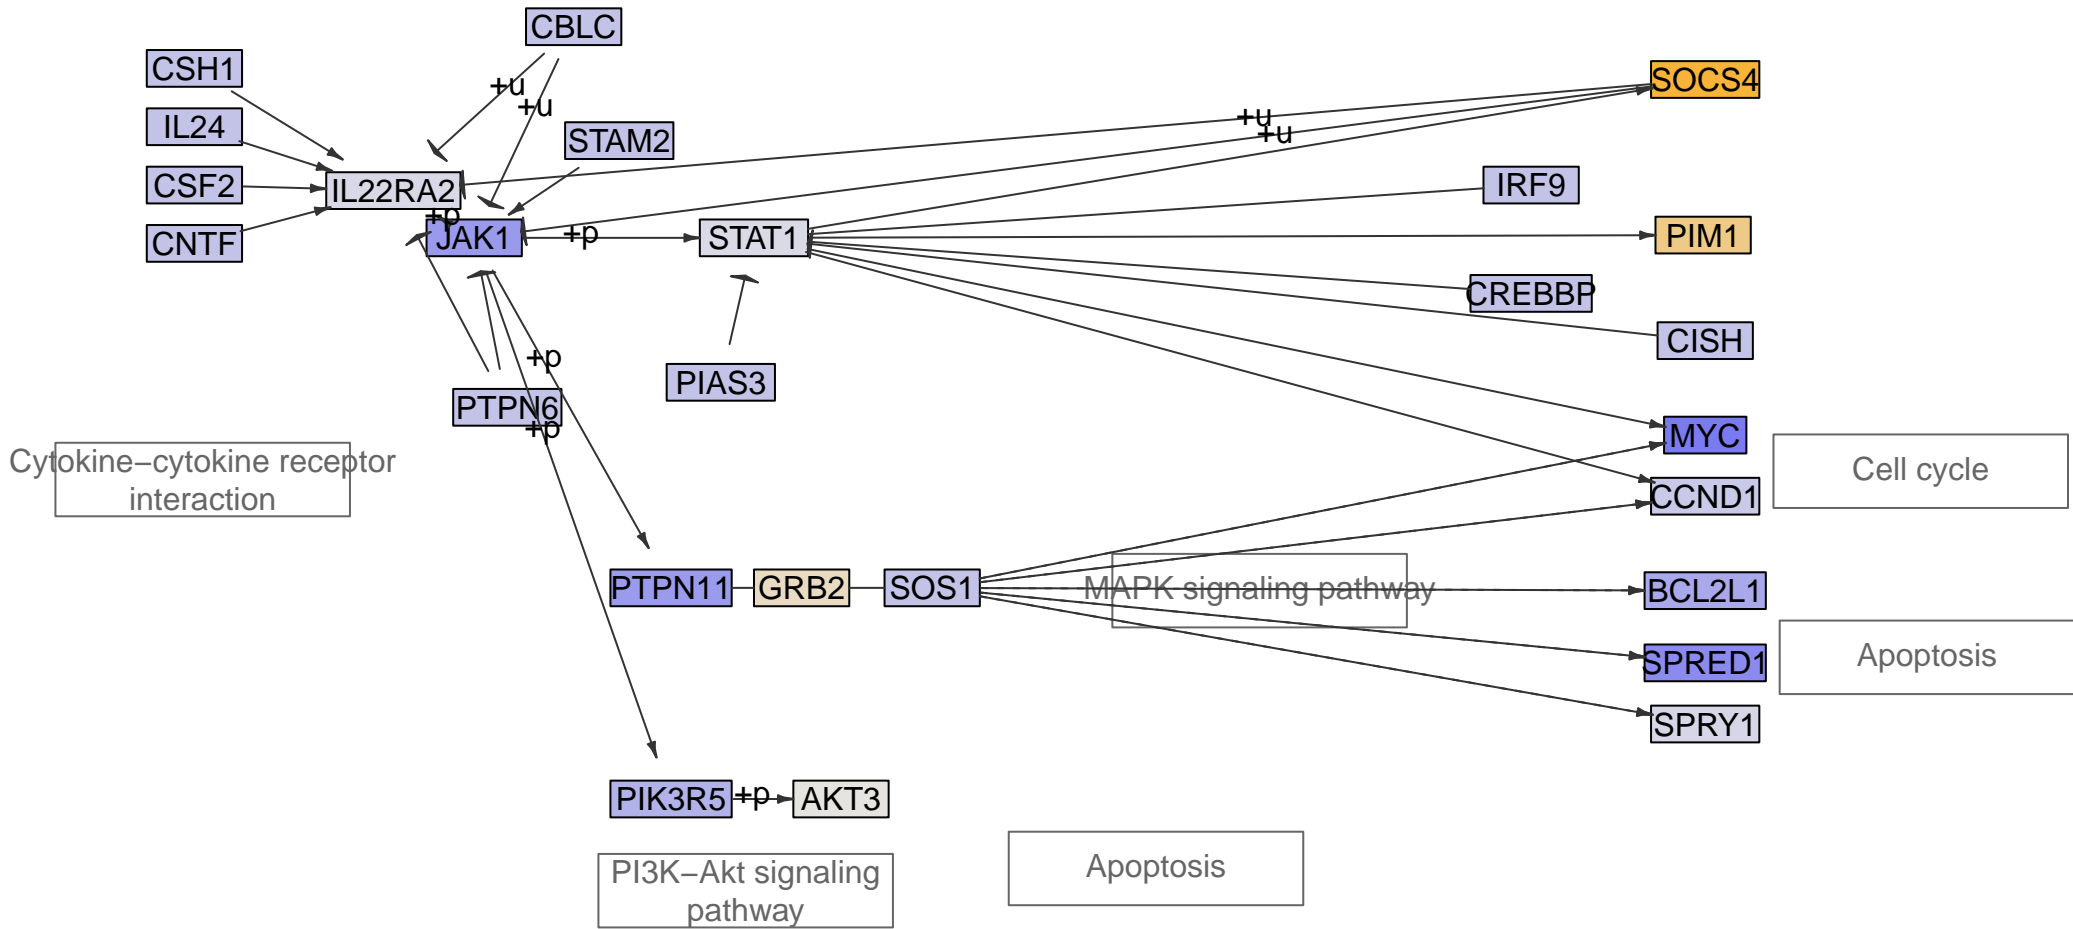 CBLC
CSH1
+u
SOCS4
+u
IL24
+u
+u
STAM2
CSF2
IL22RA2
IRF9
+p
CNTF
JAK1
+p
STAT1
PIM1
CREBBP
CISH
+p
PIAS3
PTPN6
+p
MYC
Cytokine−cytokine receptor
interaction
Cell cycle
CCND1
PTPN11
GRB2
SOS1
MAPK signaling pathway
BCL2L1
SPRED1
Apoptosis
SPRY1
PIK3R5
+p
AKT3
PI3K−Akt signaling
pathway
Apoptosis